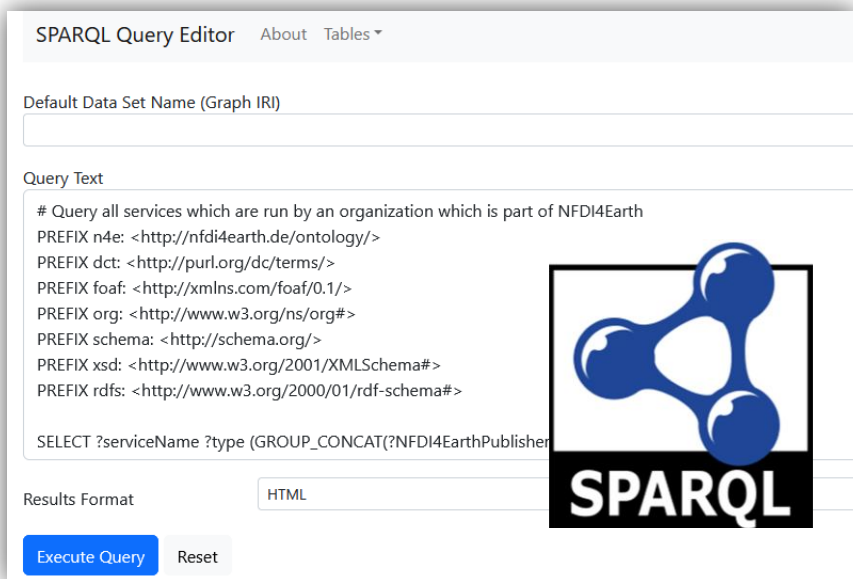 SPARQL Query Editor About Tables
Default Data Set Name (Graph IRI)
Query Text
# Query all services which are run by an organization which is part of NFDI4Earth
PREFIX n4e: <http://nfdi4earth.de/ontology/>
PREFIX dct: <http://purl.org/dc/terms/>
PREFIX foaf: <http://xmlns.com/foaf/0.1/>
PREFIX org: <http://www.w3.org/ns/org#>
PREFIX schema: <http://schema.org/>
PREFIX xsd: <http://www.w3.org/2001/XMLSchema#>
PREFIX rdfs: <http://www.w3.org/2000/01/rdf-schema#>
SELECT ?serviceName ?type (GROUP_CONCAT(?NFDI4EarthPublisher
Results Format HTML
SPARQL
Execute Query Reset